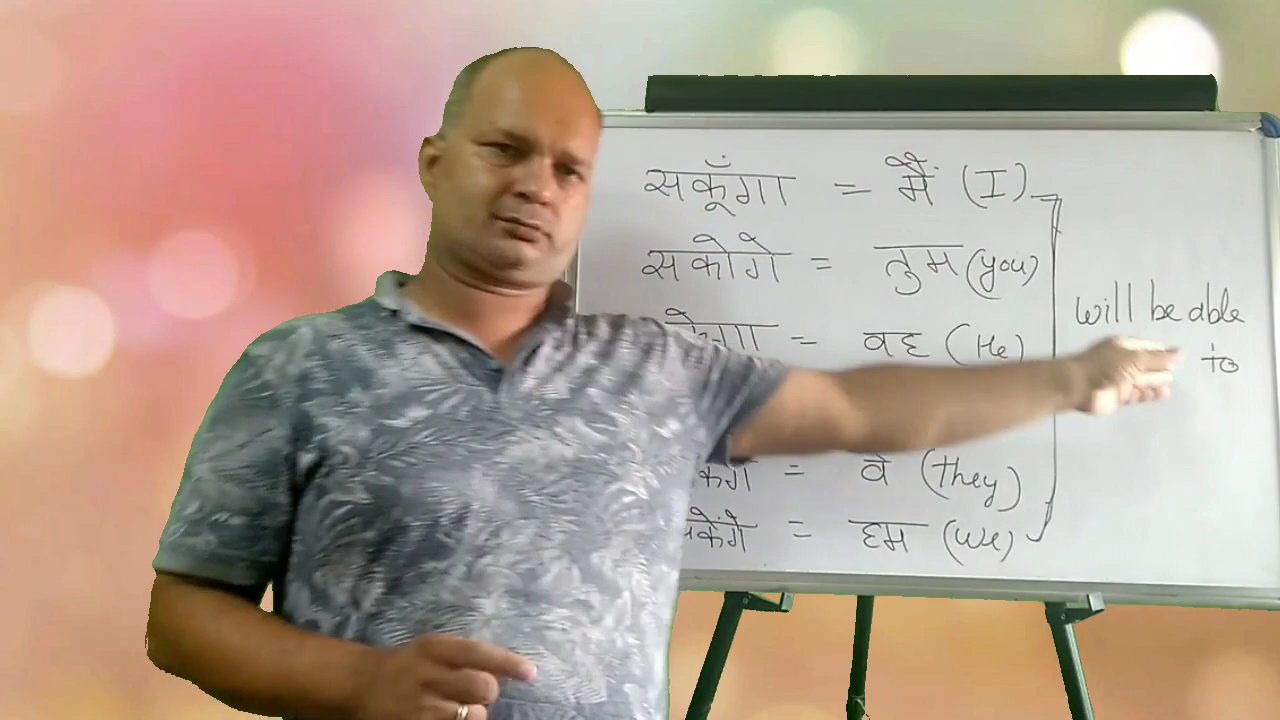 सकूँगा = मैं (I)
सकोगे = तुम (you)
= वह (He)
will be able
to
= वे (they)
= हम (we)